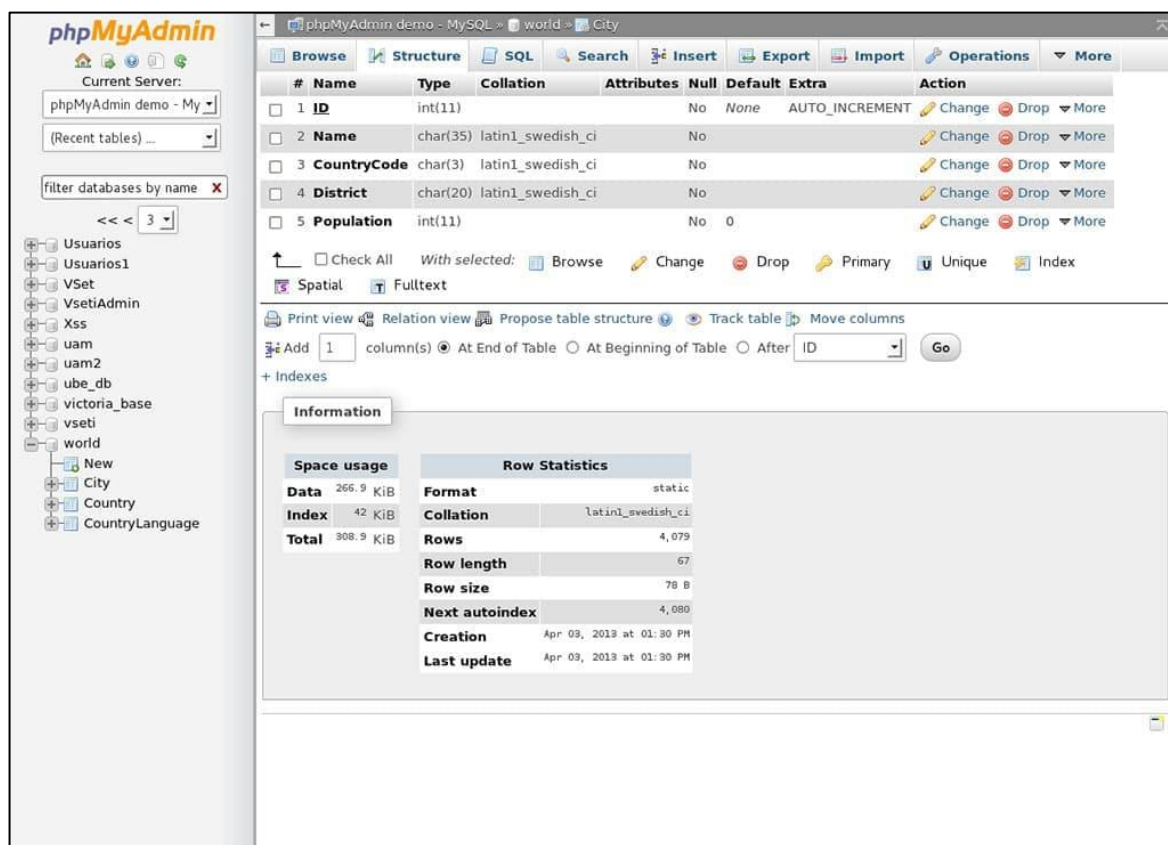 phpMyAdmin
Current Server:
phpMyAdmin demo - My
(Recent tables) ...
filter databases by name X
<< < 3
Usuarios
Usuarios1
VSet
VsetiAdmin
Xss
uam
uam2
ube_db
victoria_base
vseti
world
New
City
Country
CountryLanguage
← phpMyAdmin demo - MySQL » world » City
Browse Structure SQL Search Insert Export Import Operations More
# Name Type Collation Attributes Null Default Extra Action
1 ID int(11) No None AUTO_INCREMENT Change Drop More
2 Name char(35) latin1_swedish_ci No Change Drop More
3 CountryCode char(3) latin1_swedish_ci No Change Drop More
4 District char(20) latin1_swedish_ci No Change Drop More
5 Population int(11) No 0 Change Drop More
Check All With selected: Browse Change Drop Primary U Unique Index
S Spatial T Fulltext
Print view Relation view Propose table structure Track table Move columns
Add 1 column(s) At End of Table At Beginning of Table After ID Go
+ Indexes
Information
Space usage
Data 266.9 KiB
Index 42 KiB
Total 308.9 KiB
Row Statistics
Format static
Collation latin1_swedish_ci
Rows 4,079
Row length 67
Row size 78 B
Next autoindex 4,080
Creation Apr 03, 2013 at 01:30 PM
Last update Apr 03, 2013 at 01:30 PM